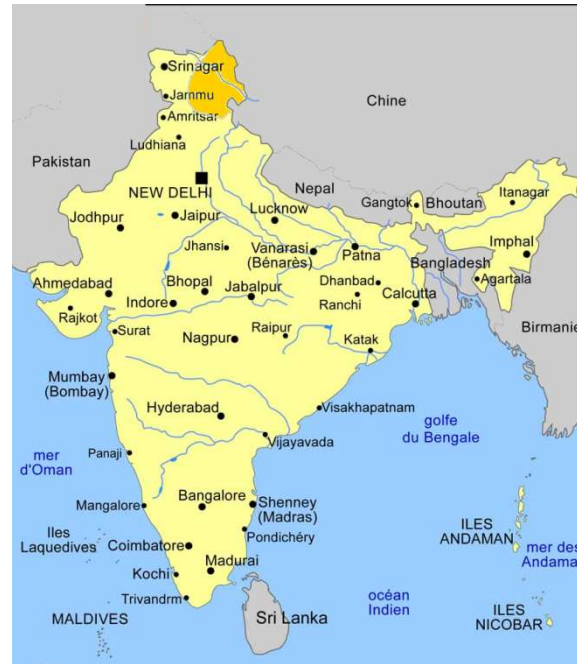 Srinagar
Jammu
Amritsar
Ludhiana
Chine
Pakistan
NEW DELHI
Nepal
Gangtok
Bhoutan
Itanagar
Jodhpur
Jaipur
Lucknow
Jhansi
Vanarasi
(Bénarès)
Patna
Bangladesh
Imphal
Ahmedabad
Bhopal
Jabalpur
Dhanbad
Ranchi
Calcutta
Agartala
Indore
Rajkot
Surat
Nagpur
Raipur
Katak
Birmanie
Mumbay
(Bombay)
Hyderabad
Visakhapatnam
golfe
du Bengale
mer
d'Oman
Panaji
Vijayavada
Mangalore
Bangalore
Shenney
(Madras)
Iles
Laquedives
Coimbatore
Pondichéry
ILES
ANDAMAN
mer des
Andama
Kochi
Madurai
Trivandrm
MALDIVES
Sri Lanka
océan
Indien
ILES
NICOBAR